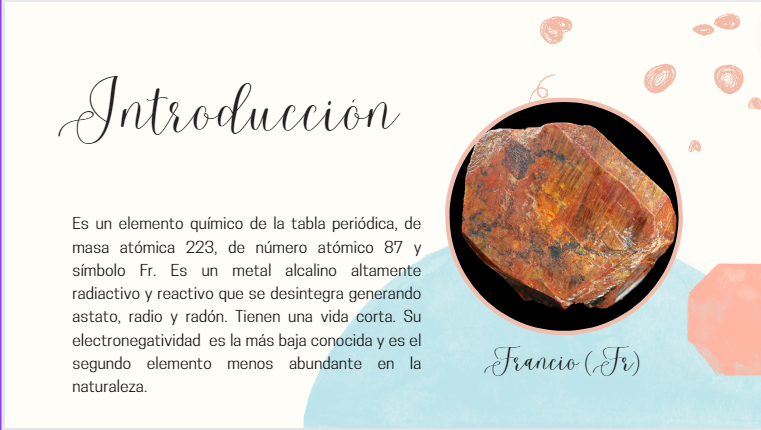 Introducción
Es un elemento químico de la tabla periódica, de
masa atómica 223, de número atómico 87 y
símbolo Fr. Es un metal alcalino altamente
radiactivo y reactivo que se desintegra generando
astato, radio y radón. Tienen una vida corta. Su
electronegatividad es la más baja conocida y es el
segundo elemento menos abundante en la
naturaleza.
Francio (Fr)